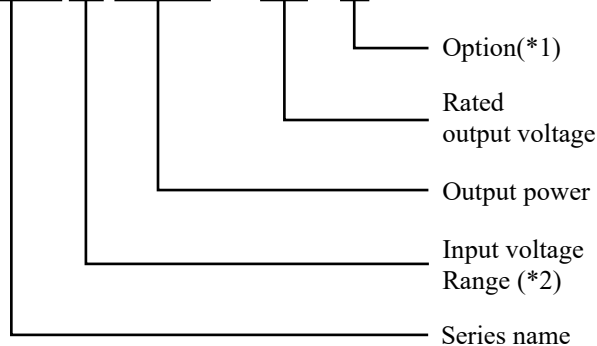 Option(*1)
Rated
output voltage
Output power
Input voltage
Range (*2)
Series name